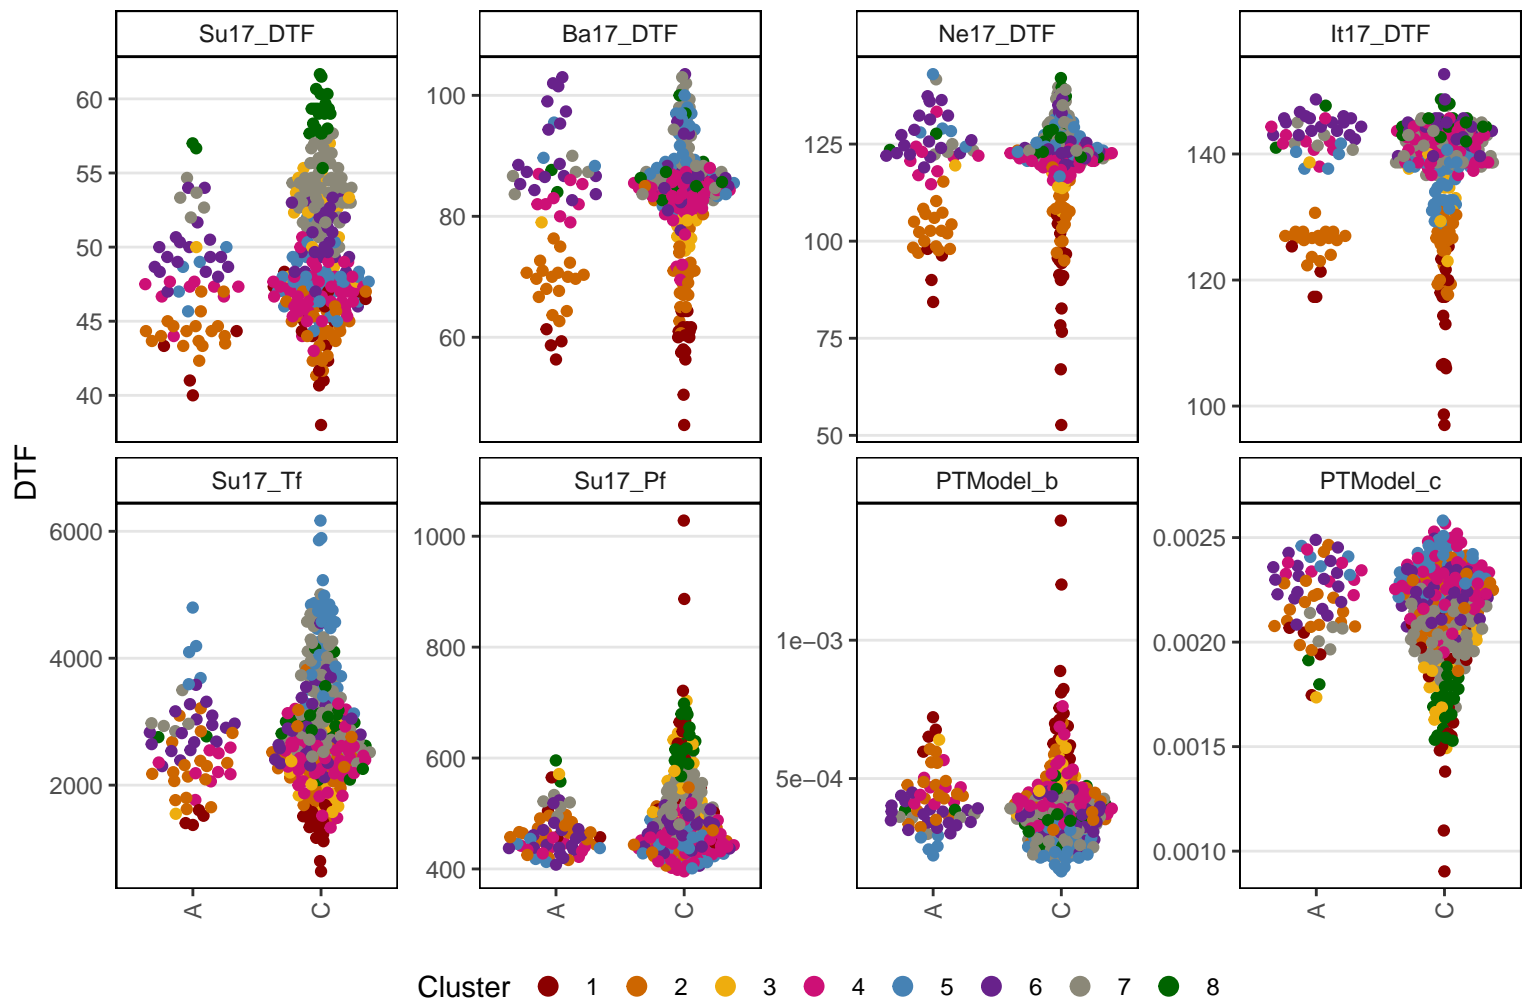 Su17_DTF
Ba17_DTF
Ne17_DTF
It17_DTF
60
55
50
45
40
100
80
60
125
100
75
50
140
120
100
DTF
Su17_Tf
Su17_Pf
PTModel_b
PTModel_c
6000
4000
2000
1000
800
600
400
1e−03
5e−04
0.0025
0.0020
0.0015
0.0010
A
C
A
C
A
C
A
C
Cluster 1 2 3 4 5 6 7 8